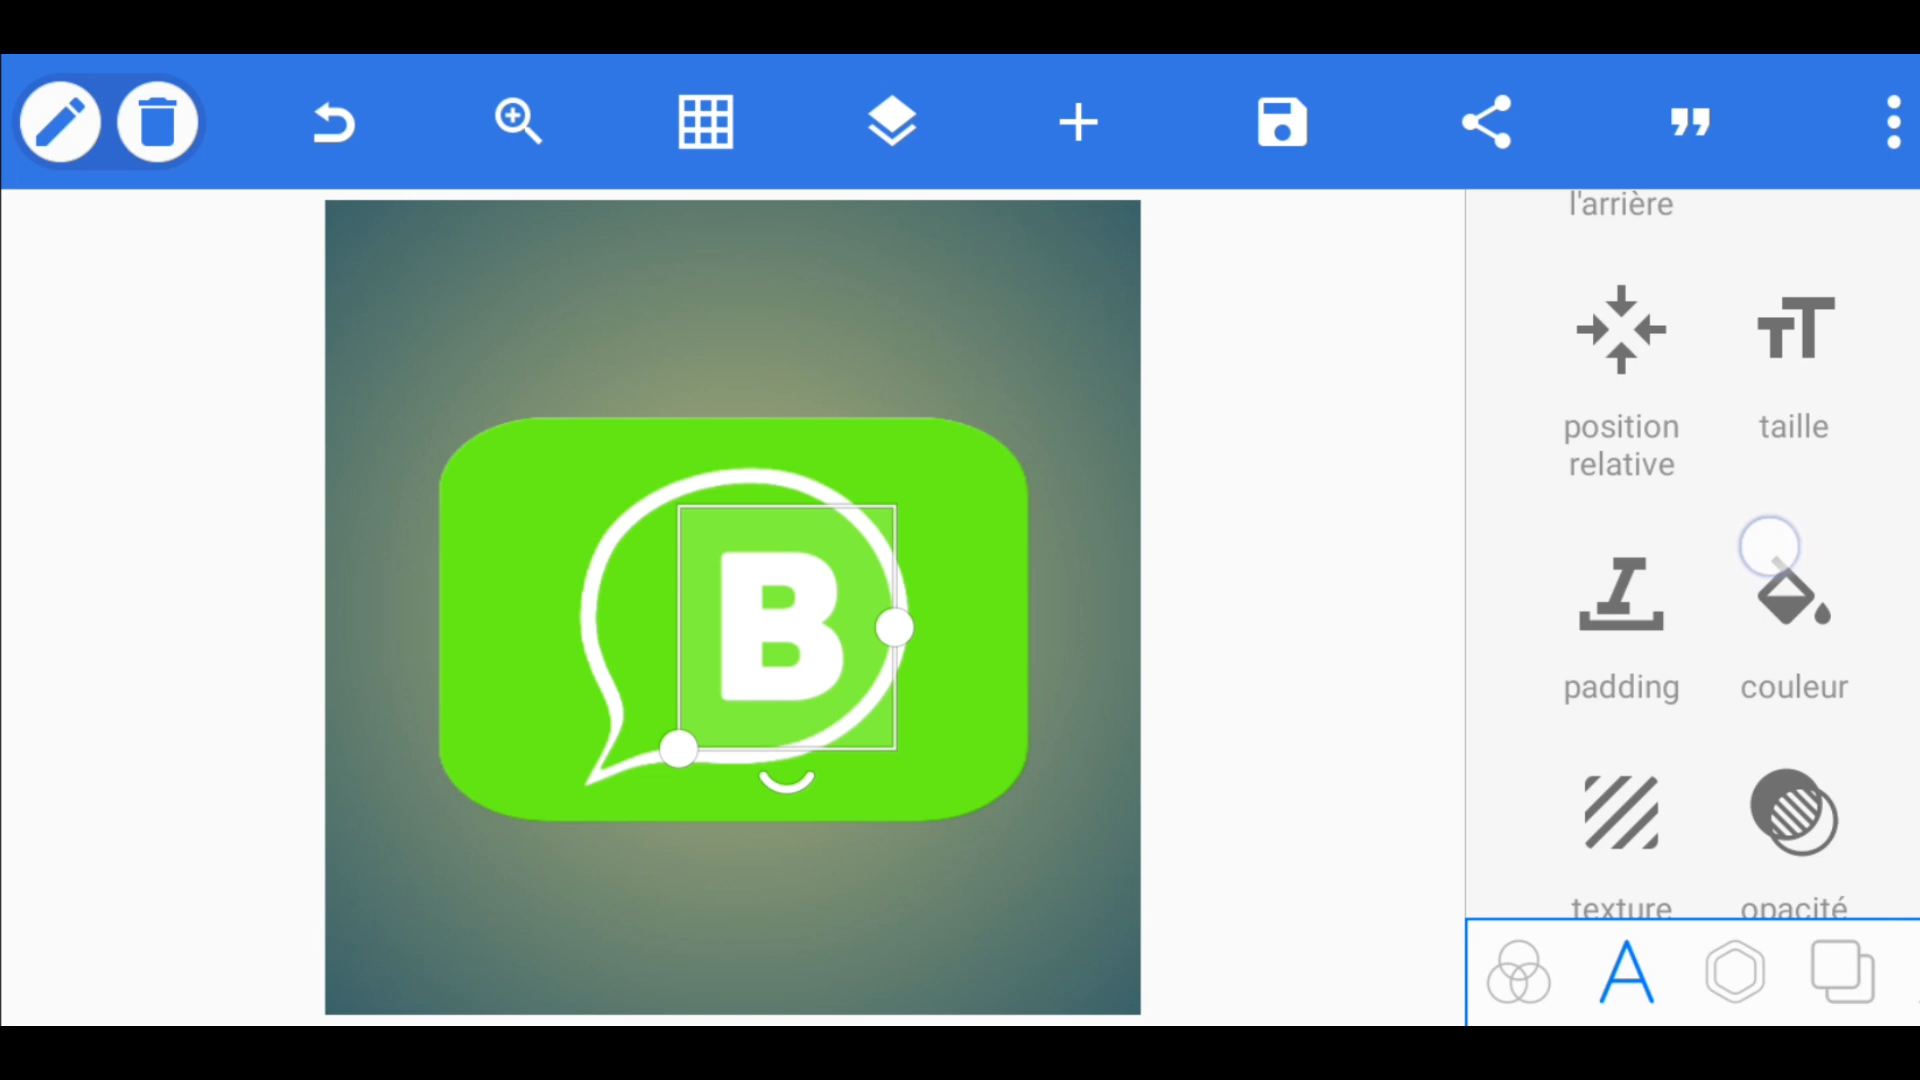 l'arrière
position
relative
taille
B
padding
couleur
texture
opacité